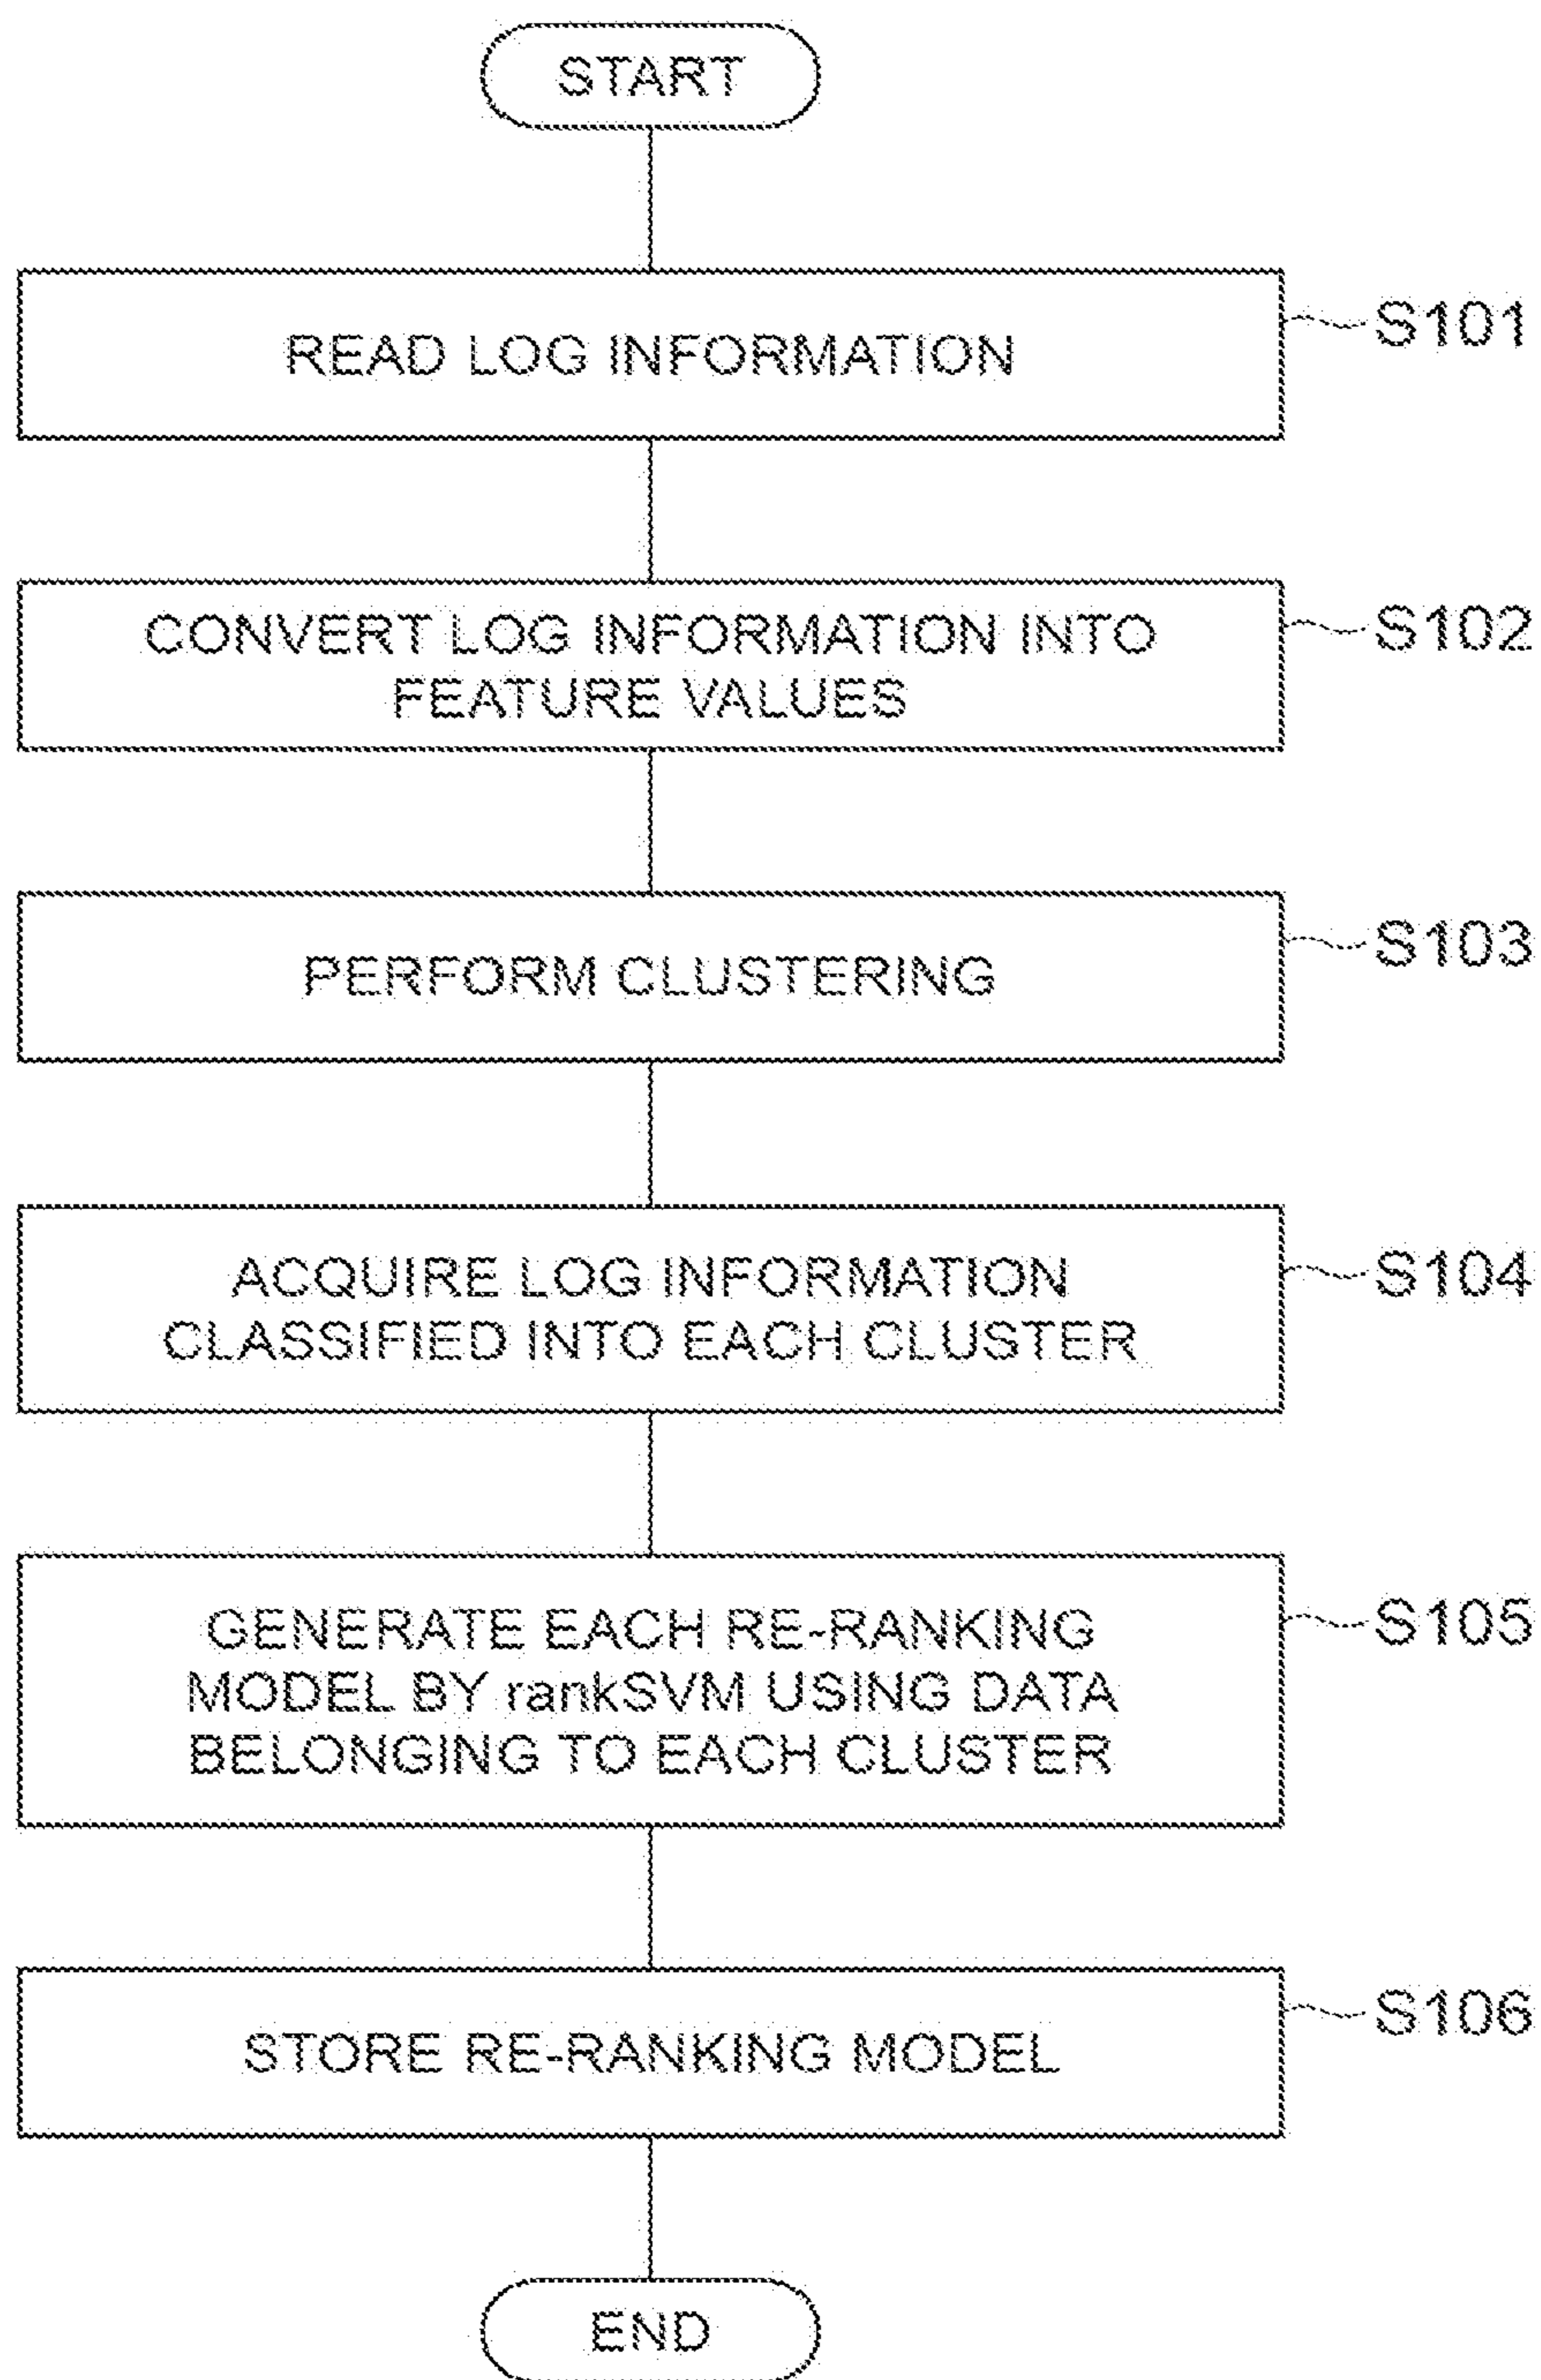 START
READ LOG INFORMATION
S101
CONVERT LOG INFORMATION INTO
FEATURE VALUES
S102
PERFORM CLUSTERING
S103
ACQUIRE LOG INFORMATION
CLASSIFIED INTO EACH CLUSTER
S104
GENERATE EACH RE-RANKING
MODEL BY rankSVM USING DATA
BELONGING TO EACH CLUSTER
S105
STORE RE-RANKING MODEL
S106
END